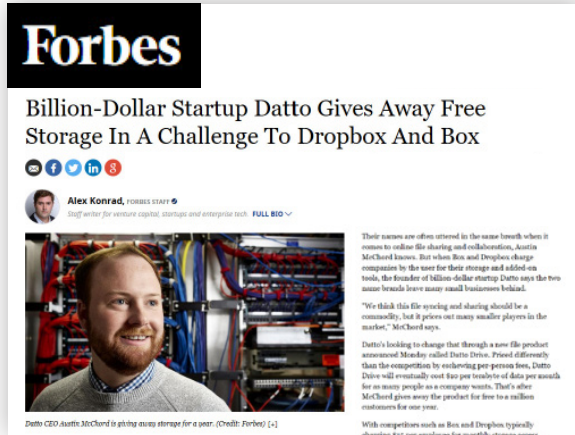 Forbes
Billion-Dollar Startup Datto Gives Away Free
Storage In A Challenge To Dropbox And Box
Alex Konrad, FORBES STAFF
Staff writer for venture capital, startups and enterprise tech. FULL BIO
Their names are often uttered in the same breath when it
comes to online file sharing and collaboration, Austin
McChord knows. But when Box and Dropbox charge
companies by the user for their storage and added-on
tools, the founder of billion-dollar startup Datto says the two
name brands leave many small businesses behind.
"We think this file syncing and sharing should be a
commodity, but it prices out many smaller players in the
market," McChord says.
Datto's looking to change that through a new file product
announced Monday called Datto Drive. Priced differently
than the competition by eschewing per-person fees, Datto
Drive will eventually cost $10 per terabyte of data per month
for as many people as a company wants. That's after
McChord gives away the product for free to a million
customers for one year.
With competitors such as Box and Dropbox typically
Datto CEO Austin McChord is giving away storage for a year. (Credit: Forbes) [+]